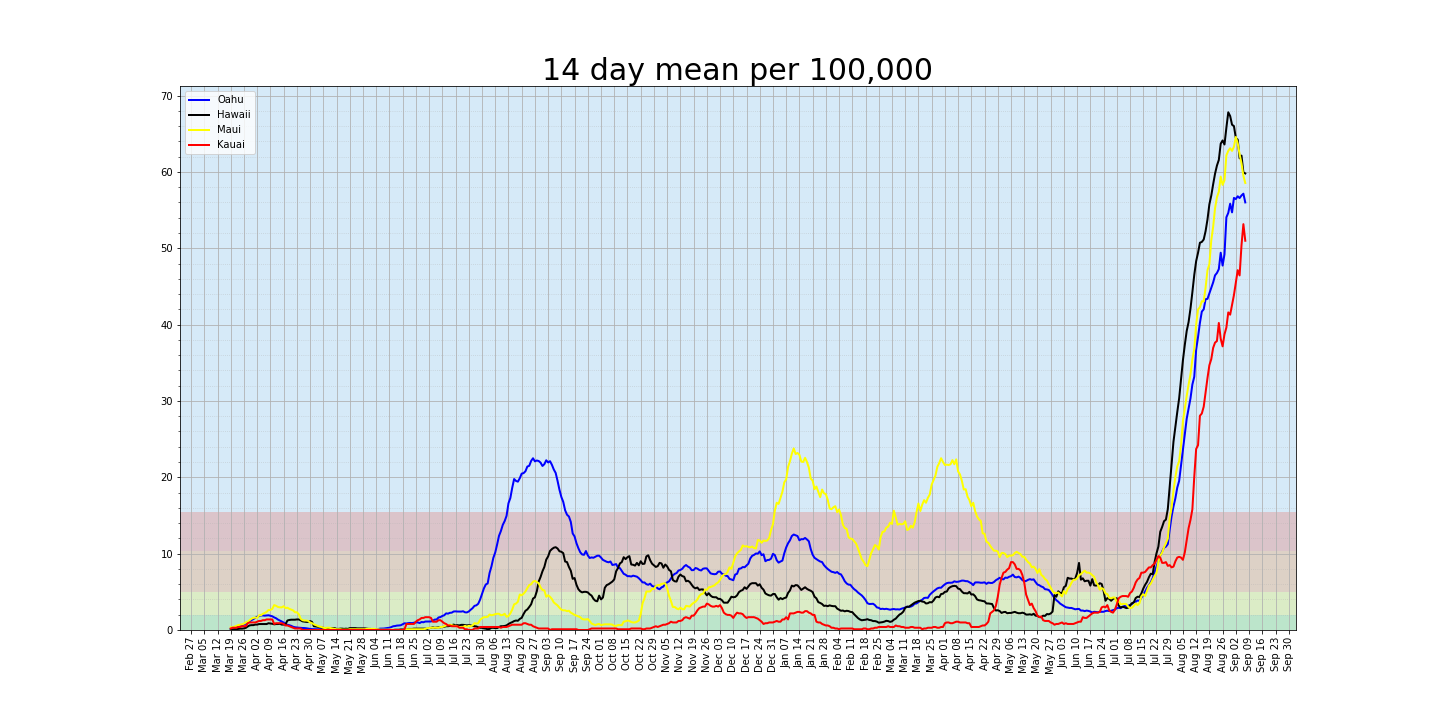 14 day mean per 100,000
Oahu
Hawaii
Maui
Kauai
70
60
50
40
30
20
10
0
Feb 27
Mar 05
Mar 12
Mar 19
Mar 26
Apr 02
Apr 09
Apr 16
Apr 23
Apr 30
May 07
May 14
May 21
May 28
Jun 04
Jun 11
Jun 18
Jun 25
Jul 02
Jul 09
Jul 16
Jul 23
Jul 30
Aug 06
Aug 13
Aug 20
Aug 27
Sep 03
Sep 10
Sep 17
Sep 24
Oct 01
Oct 08
Oct 15
Oct 22
Oct 29
Nov 05
Nov 12
Nov 19
Nov 26
Dec 03
Dec 10
Dec 17
Dec 24
Dec 31
Jan 07
Jan 14
Jan 21
Jan 28
Feb 04
Feb 11
Feb 18
Feb 25
Mar 04
Mar 11
Mar 18
Mar 25
Apr 01
Apr 08
Apr 15
Apr 22
Apr 29
May 06
May 13
May 20
May 27
Jun 03
Jun 10
Jun 17
Jun 24
Jul 01
Jul 08
Jul 15
Jul 22
Jul 29
Aug 05
Aug 12
Aug 19
Aug 26
Sep 02
Sep 09
Sep 16
Sep 23
Sep 30